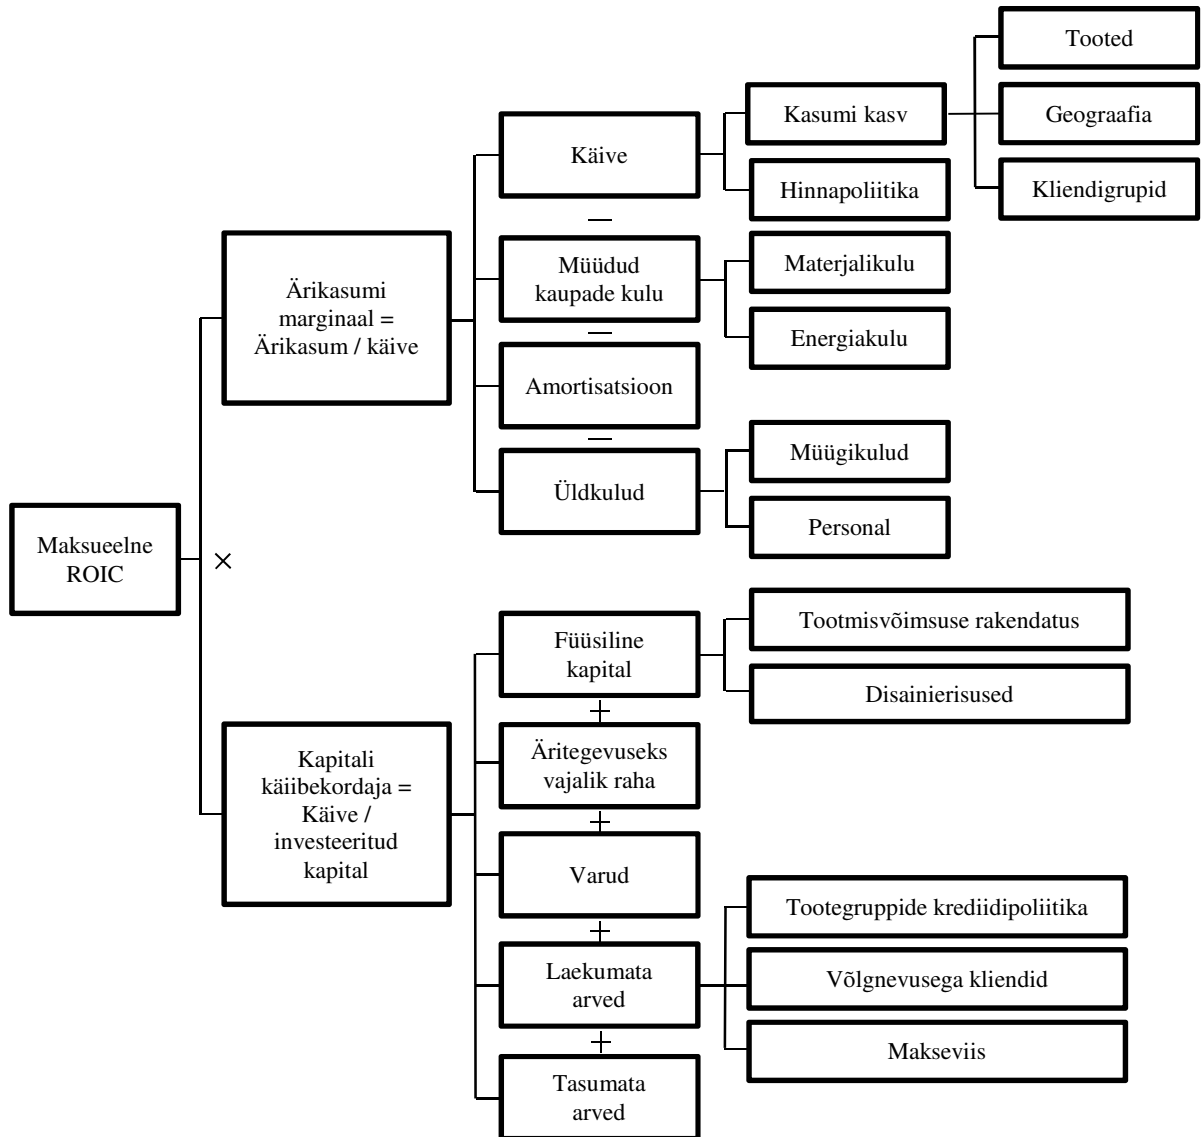 Tooted
Kasumi kasv
Geograafia
Käive
Hinnapoliitika
Kliendigrupid
–
Ärikasumi
marginaal =
Ärikasum / käive
Müüdud
kaupade kulu
Materjalikulu
–
Energiakulu
Amortisatsioon
–
Üldkulud
Müügikulud
Personal
Maksueelne
ROIC
×
Füüsiline
kapital
Tootmisvõimsuse rakendatus
Disainierisused
+
Kapitali
käiibekordaja =
Käive /
investeeritud
kapital
Äritegevuseks
vajalik raha
+
Varud
+
Laekumata
arved
Tootegruppide krediidipoliitika
Võlgnevusega kliendid
Makseviis
+
Tasumata
arved